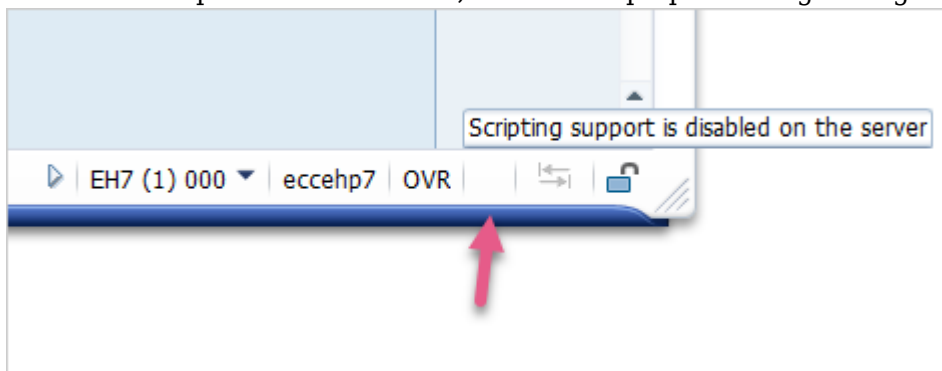 Scripting support is disabled on the server
EH7 (1) 000 eccehp7 OVR